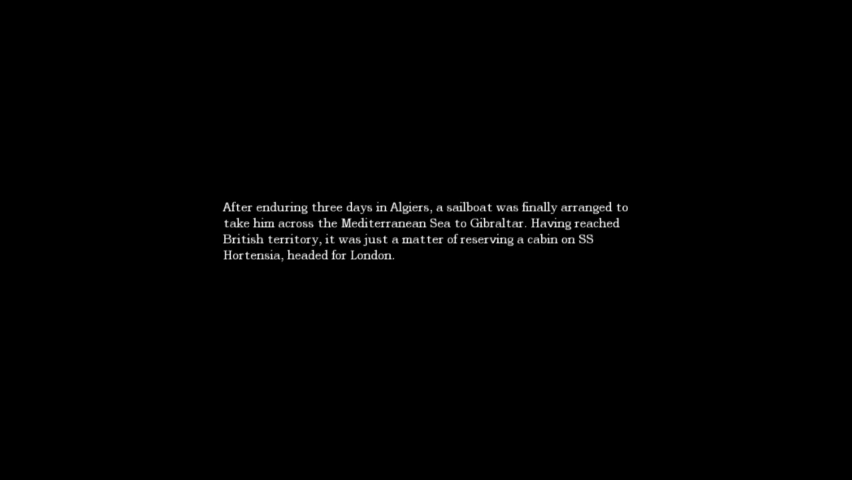 After enduring three days in Algiers, a sailboat was finally arranged to
take him across the Mediterranean Sea to Gibraltar. Having reached
British territory, it was just a matter of reserving a cabin on SS
Hortensia, headed for London.